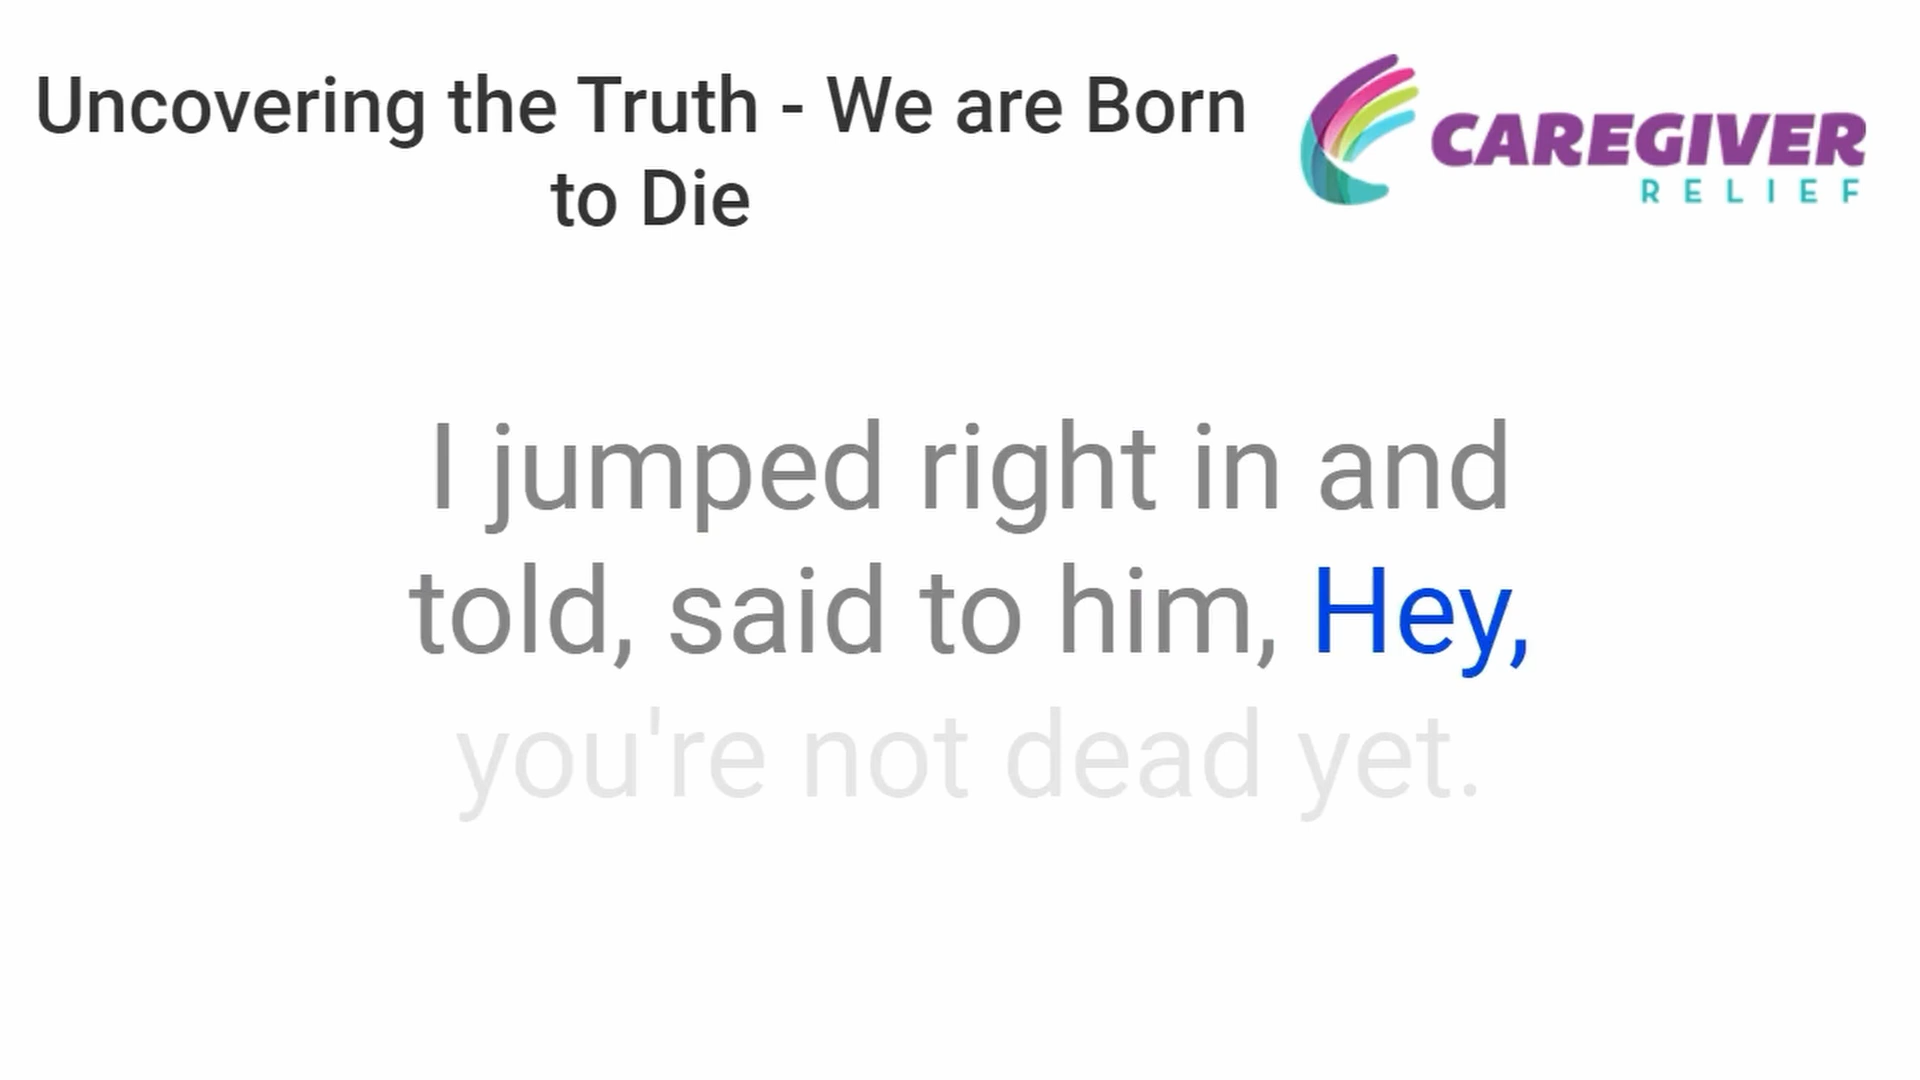 Uncovering the Truth - We are Born
to Die
CAREGIVER
RELIEF
I jumped right in and
told, said to him, Hey,
you're not dead yet.